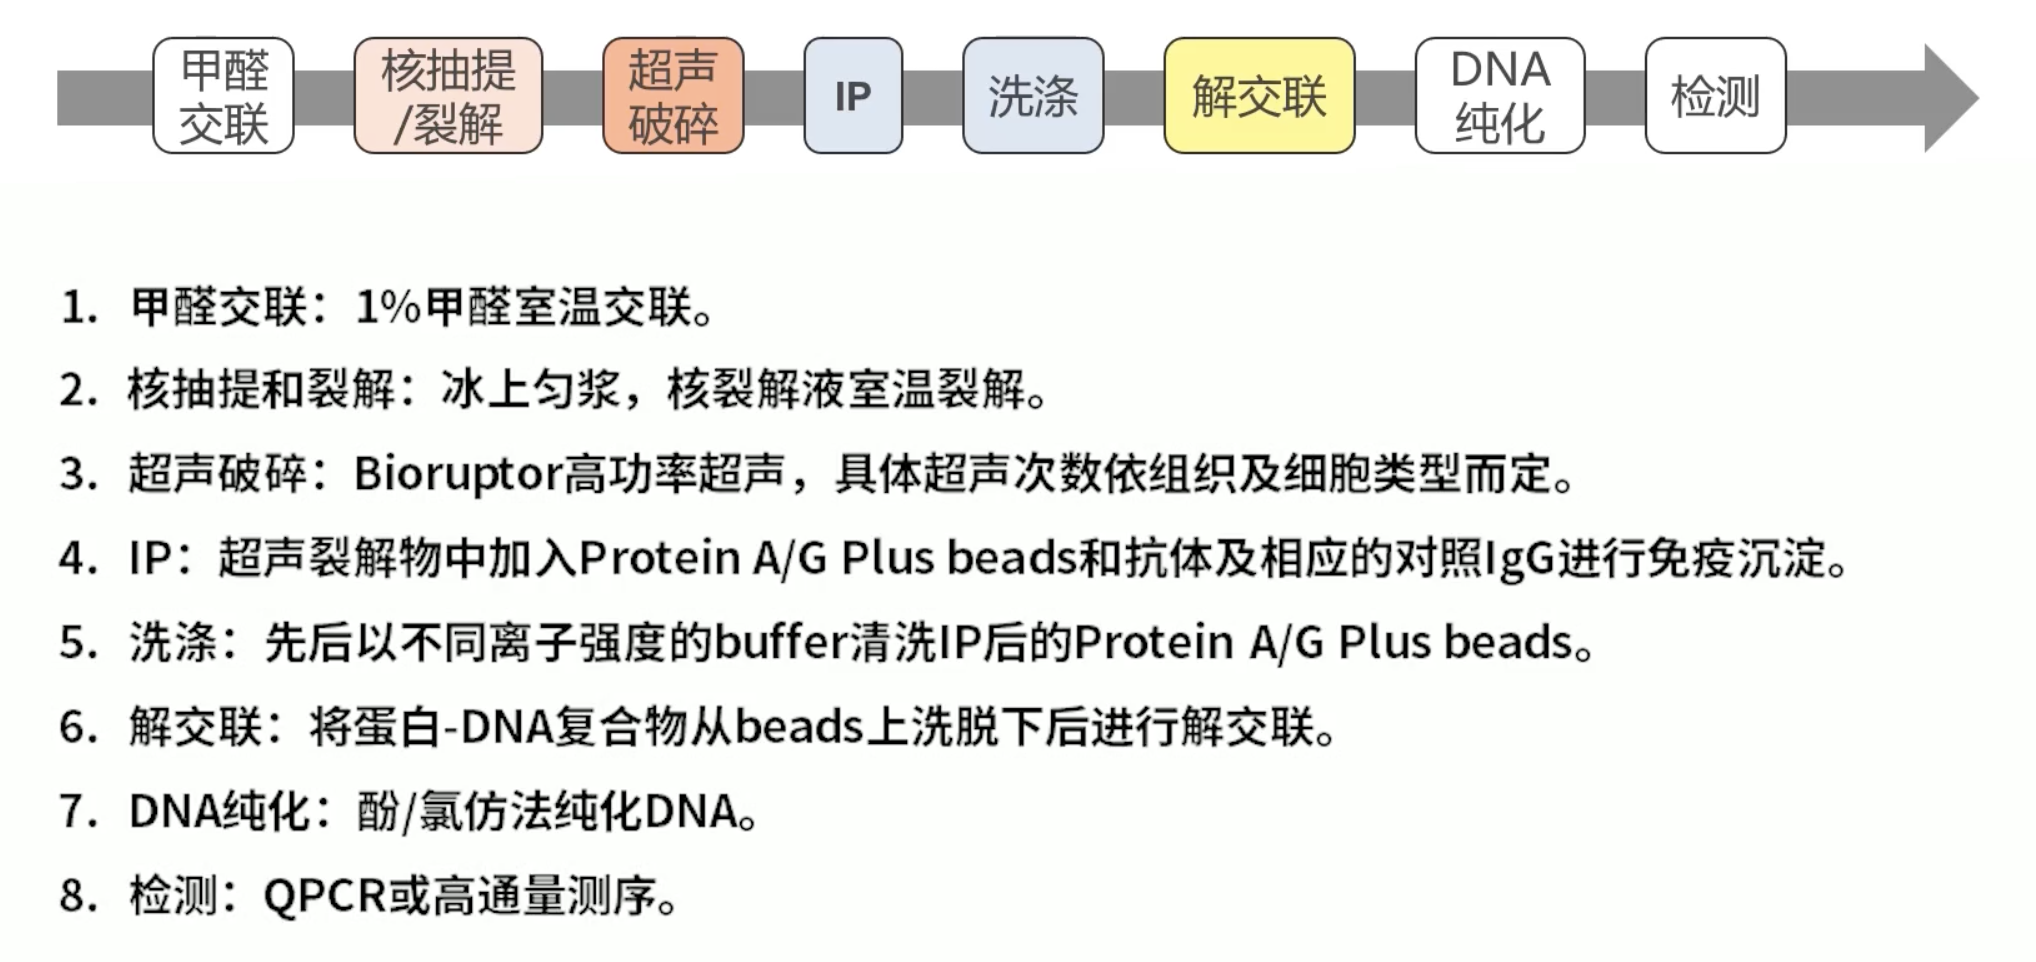 甲醛
交联
核抽提
/裂解
超声
破碎
IP
洗涤
解交联
DNA
纯化
检测
1. 甲醛交联：1%甲醛室温交联。
2. 核抽提和裂解：冰上匀浆，核裂解液室温裂解。
3. 超声破碎：Bioruptor高功率超声，具体超声次数依组织及细胞类型而定。
4. IP：超声裂解物中加入Protein A/G Plus beads和抗体及相应的对照IgG进行免疫沉淀。
5. 洗涤：先后以不同离子强度的buffer清洗IP后的Protein A/G Plus beads。
6. 解交联：将蛋白-DNA复合物从beads上洗脱下后进行解交联。
7. DNA纯化：酚/氯仿法纯化DNA。
8. 检测：QPCR或高通量测序。